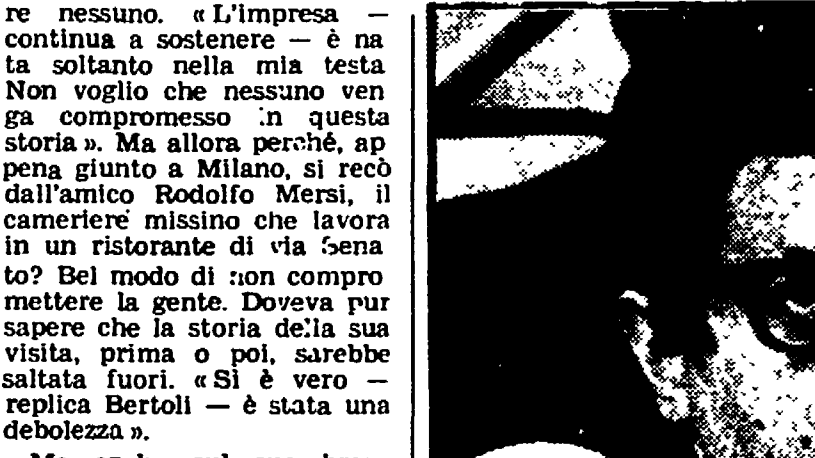 re nessuno. « L'impresa —
continua a sostenere — è na
ta soltanto nella mia testa
Non voglio che nessuno ven
ga compromesso in questa
storia ». Ma allora perché, ap
pena giunto a Milano, si recò
dall'amico Rodolfo Mersi, il
cameriere missino che lavora
in un ristorante di via Sena
to? Bel modo di non compro
mettere la gente. Doveva pur
sapere che la storia della sua
visita, prima o poi, sarebbe
saltata fuori. « Sì è vero —
replica Bertoli — è stata una
debolezza ».